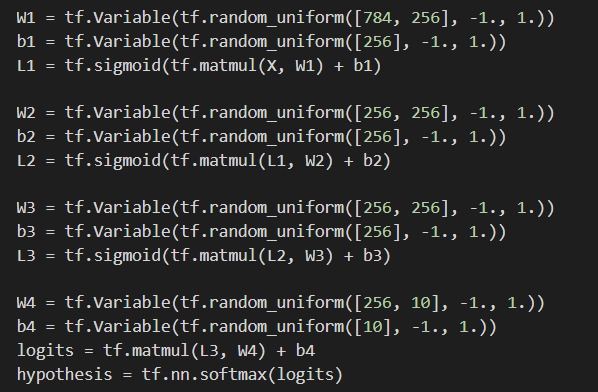 W1 = tf.Variable(tf.random_uniform([784, 256], -1., 1.))
b1 = tf.Variable(tf.random_uniform([256], -1., 1.))
L1 = tf.sigmoid(tf.matmul(X, W1) + b1)
W2 = tf.Variable(tf.random_uniform([256, 256], -1., 1.))
b2 = tf.Variable(tf.random_uniform([256], -1., 1.))
L2 = tf.sigmoid(tf.matmul(L1, W2) + b2)
W3 = tf.Variable(tf.random_uniform([256, 256], -1., 1.))
b3 = tf.Variable(tf.random_uniform([256], -1., 1.))
L3 = tf.sigmoid(tf.matmul(L2, W3) + b3)
W4 = tf.Variable(tf.random_uniform([256, 10], -1., 1.))
b4 = tf.Variable(tf.random_uniform([10], -1., 1.))
logits = tf.matmul(L3, W4) + b4
hypothesis = tf.nn.softmax(logits)